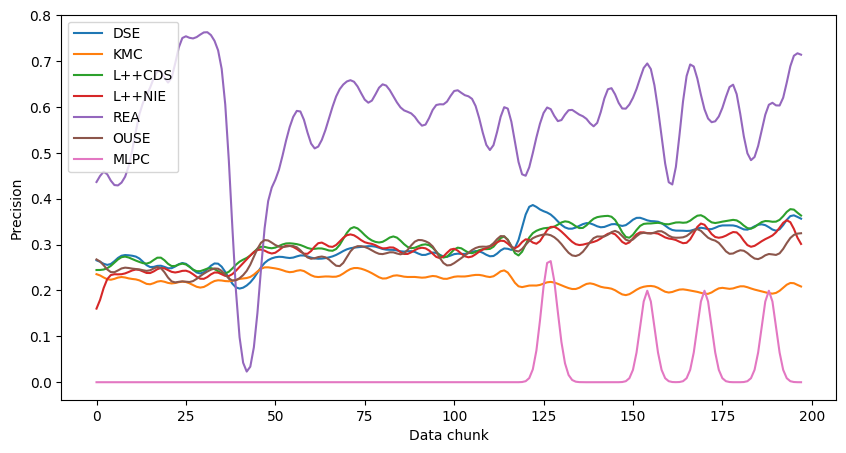 0.8
0.7
0.6
0.5
0.4
0.3
0.2
0.1
0.0
Precision
DSE
KMC
L++CDS
L++NIE
REA
OUSE
MLPC
0 25 50 75 100 125 150 175 200
Data chunk